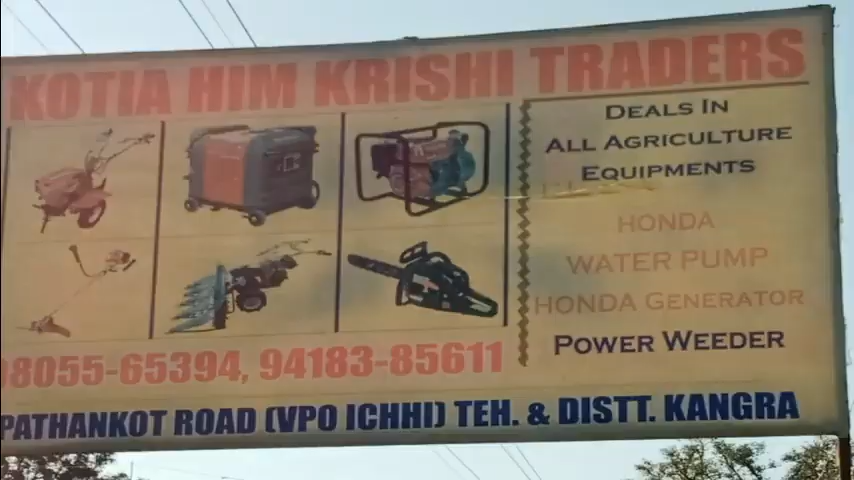 KOTIA HIM KRISHI TRADERS
DEALS IN
ALL AGRICULTURE
EQUIPMENTS
HONDA
WATER PUMP
HONDA GENERATOR
POWER WEEDER
98055-65394, 94183-85611
PATHANKOT ROAD (VPO ICHHI) TEH. & DISTT. KANGRA